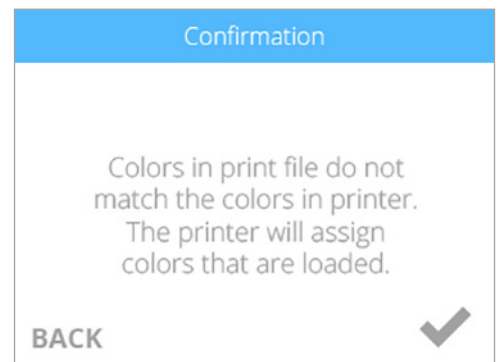 Confirmation
Colors in print file do not
match the colors in printer.
The printer will assign
colors that are loaded.
BACK